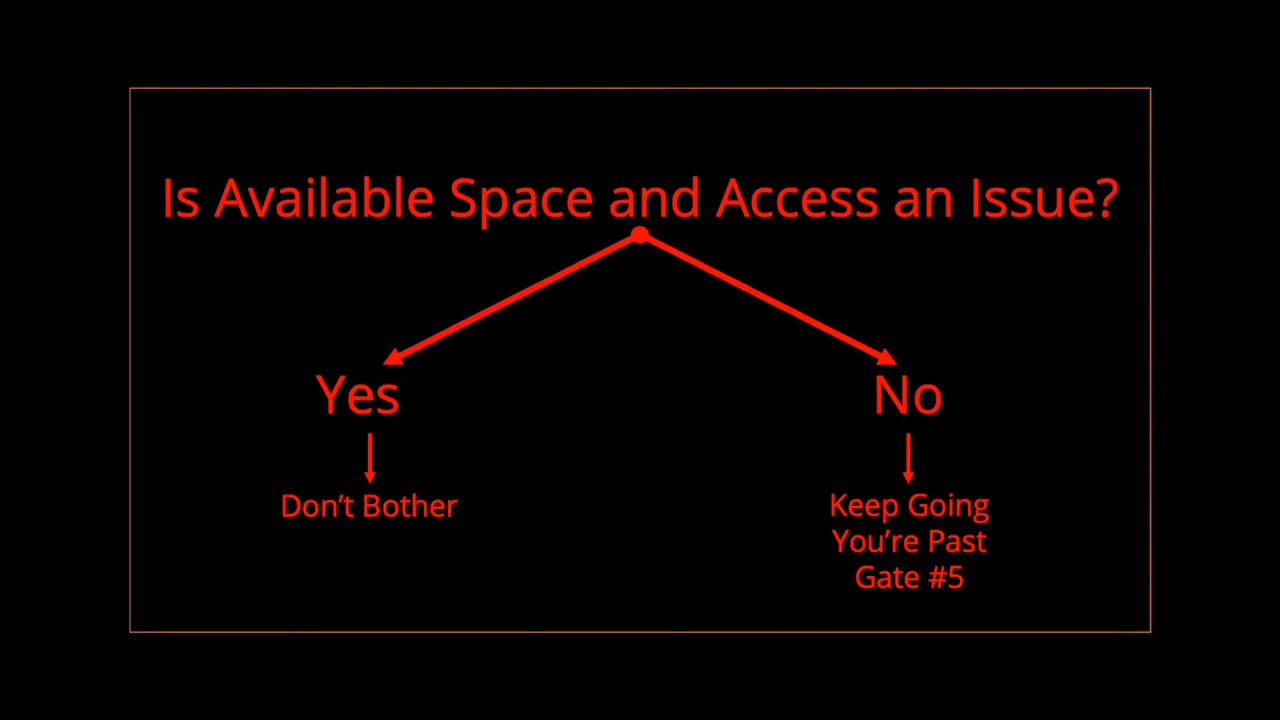 Is Available Space and Access an Issue?
Yes
No
Don’t Bother
Keep Going
You’re Past
Gate #5